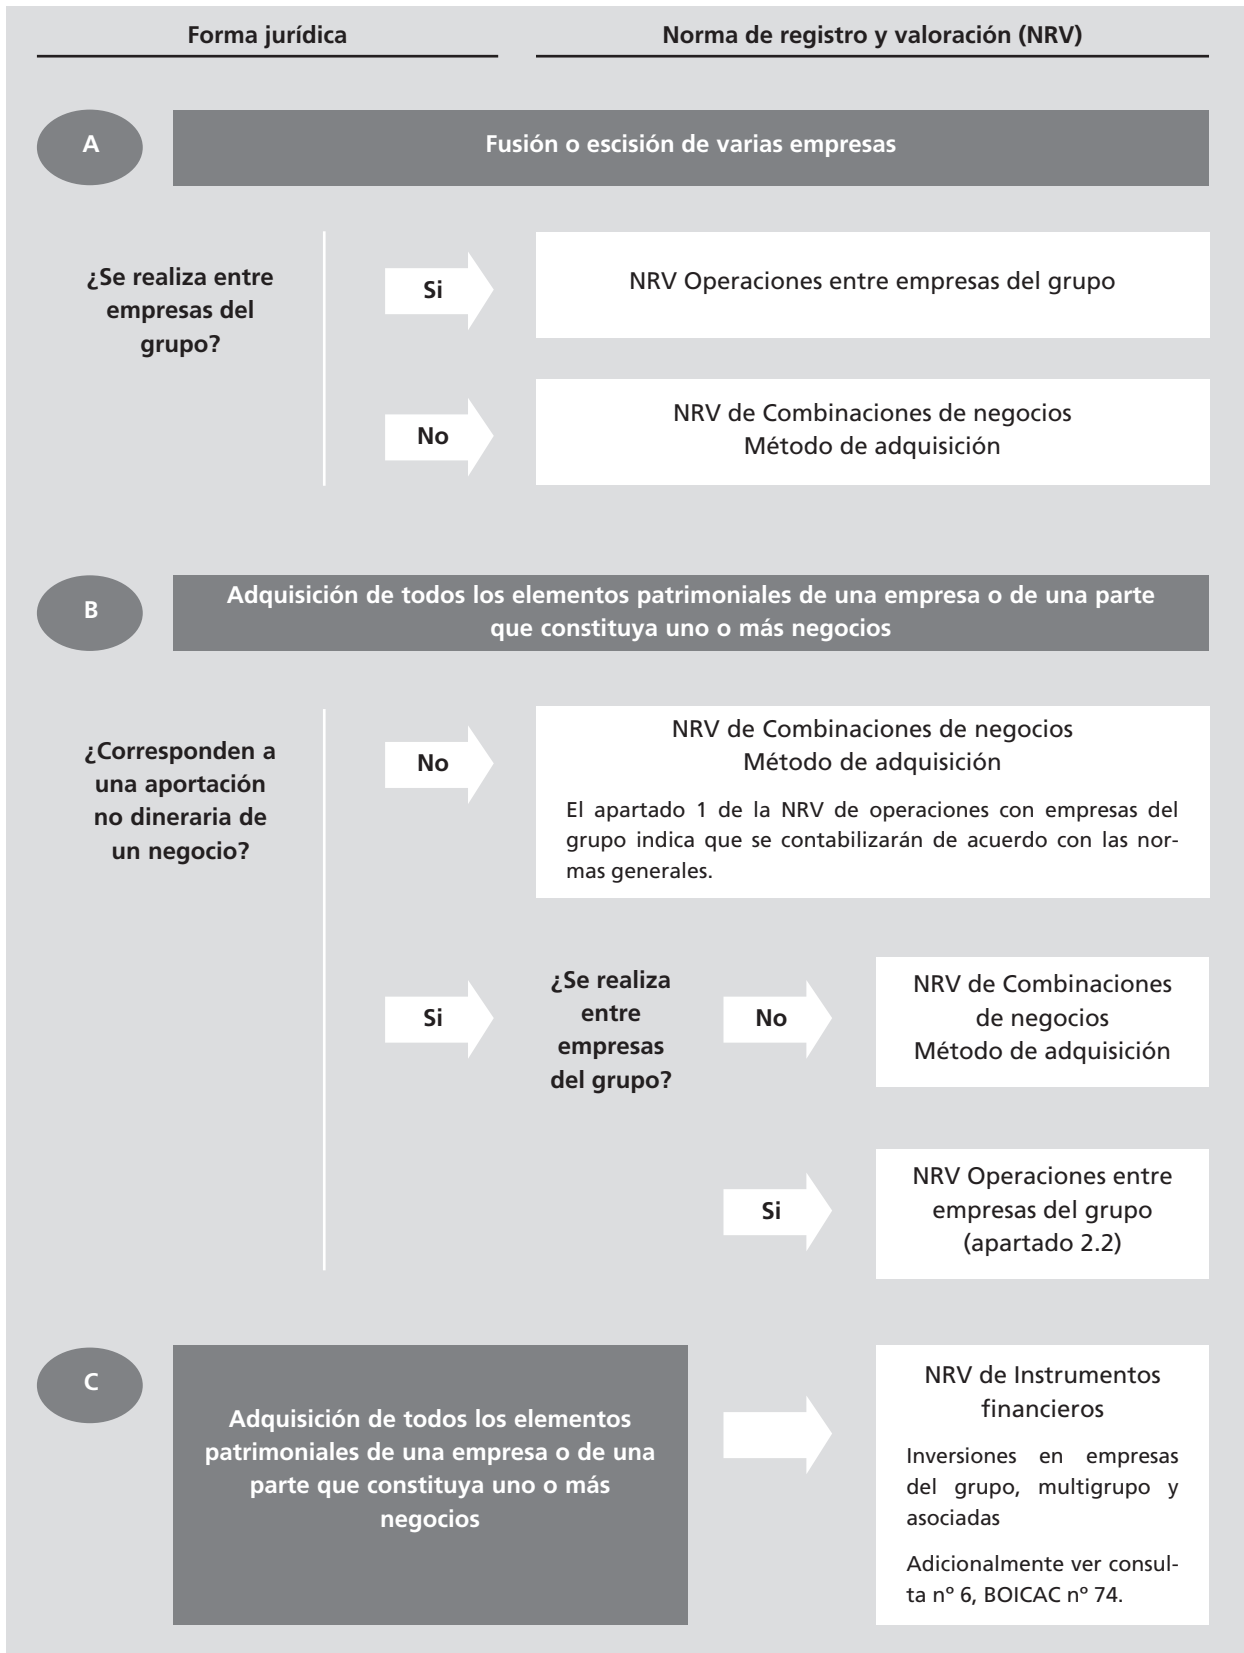 Forma jurídica
Norma de registro y valoración (NRV)
A
Fusión o escisión de varias empresas
¿Se realiza entre
empresas del
grupo?
Si
NRV Operaciones entre empresas del grupo
No
NRV de Combinaciones de negocios
Método de adquisición
B
Adquisición de todos los elementos patrimoniales de una empresa o de una parte
que constituya uno o más negocios
¿Corresponden a
una aportación
no dineraria de
un negocio?
No
NRV de Combinaciones de negocios
Método de adquisición
El apartado 1 de la NRV de operaciones con empresas del
grupo indica que se contabilizarán de acuerdo con las nor-
mas generales.
Si
¿Se realiza
entre
empresas
del grupo?
No
NRV de Combinaciones
de negocios
Método de adquisición
Si
NRV Operaciones entre
empresas del grupo
(apartado 2.2)
C
Adquisición de todos los elementos
patrimoniales de una empresa o de una
parte que constituya uno o más
negocios
NRV de Instrumentos
financieros
Inversiones en empresas
del grupo, multigrupo y
asociadas
Adicionalmente ver consul-
ta nº 6, BOICAC nº 74.